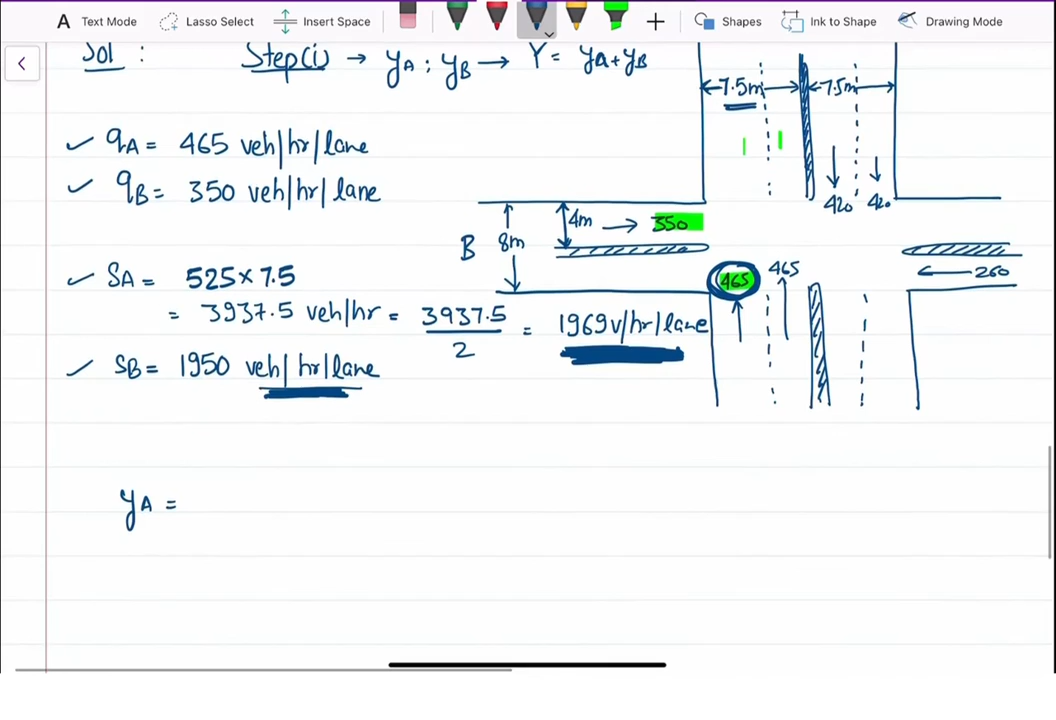 A Text Mode Lasso Select Insert Space Shapes Ink to Shape Drawing Mode
Sol : Step(i) → yA ; yB → Y = ya+yB
qA = 465 veh/hr/lane
qB = 350 veh/hr/lane
SA = 525 × 7.5
= 3937.5 veh/hr = 3937.5 / 2 = 1969 v/hr/lane
SB = 1950 veh/hr/lane
yA =
7.5m 7.5m
420 420
B 8m 4m → 350
465 465
260